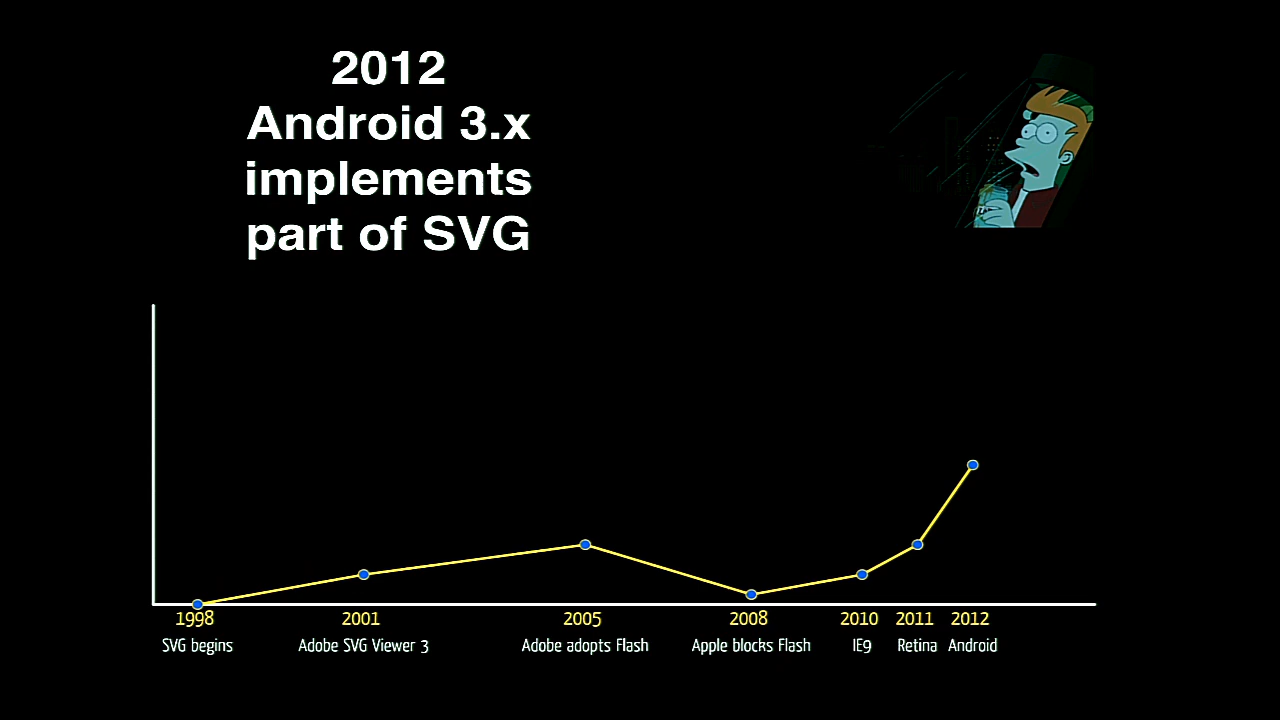 2012
Android 3.x
implements
part of SVG
1998 2001 2005 2008 2010 2011 2012
SVG begins Adobe SVG Viewer 3 Adobe adopts Flash Apple blocks Flash IE9 Retina Android